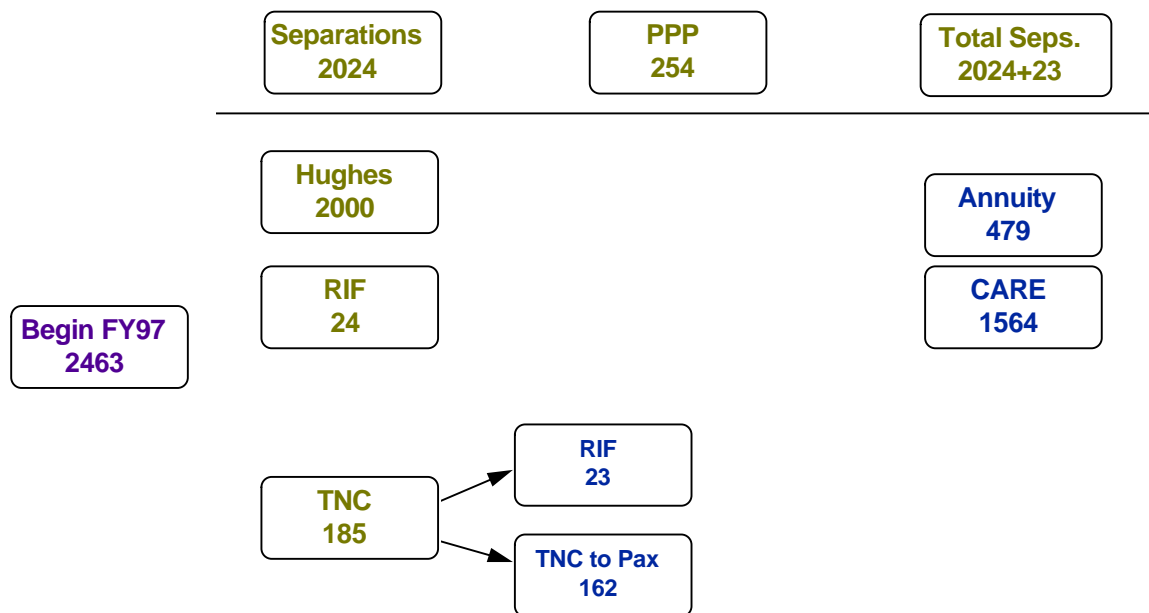 Separations
2024
PPP
254
Total Seps.
2024+23
Hughes
2000
Annuity
479
RIF
24
CARE
1564
Begin FY97
2463
RIF
23
TNC
185
TNC to Pax
162